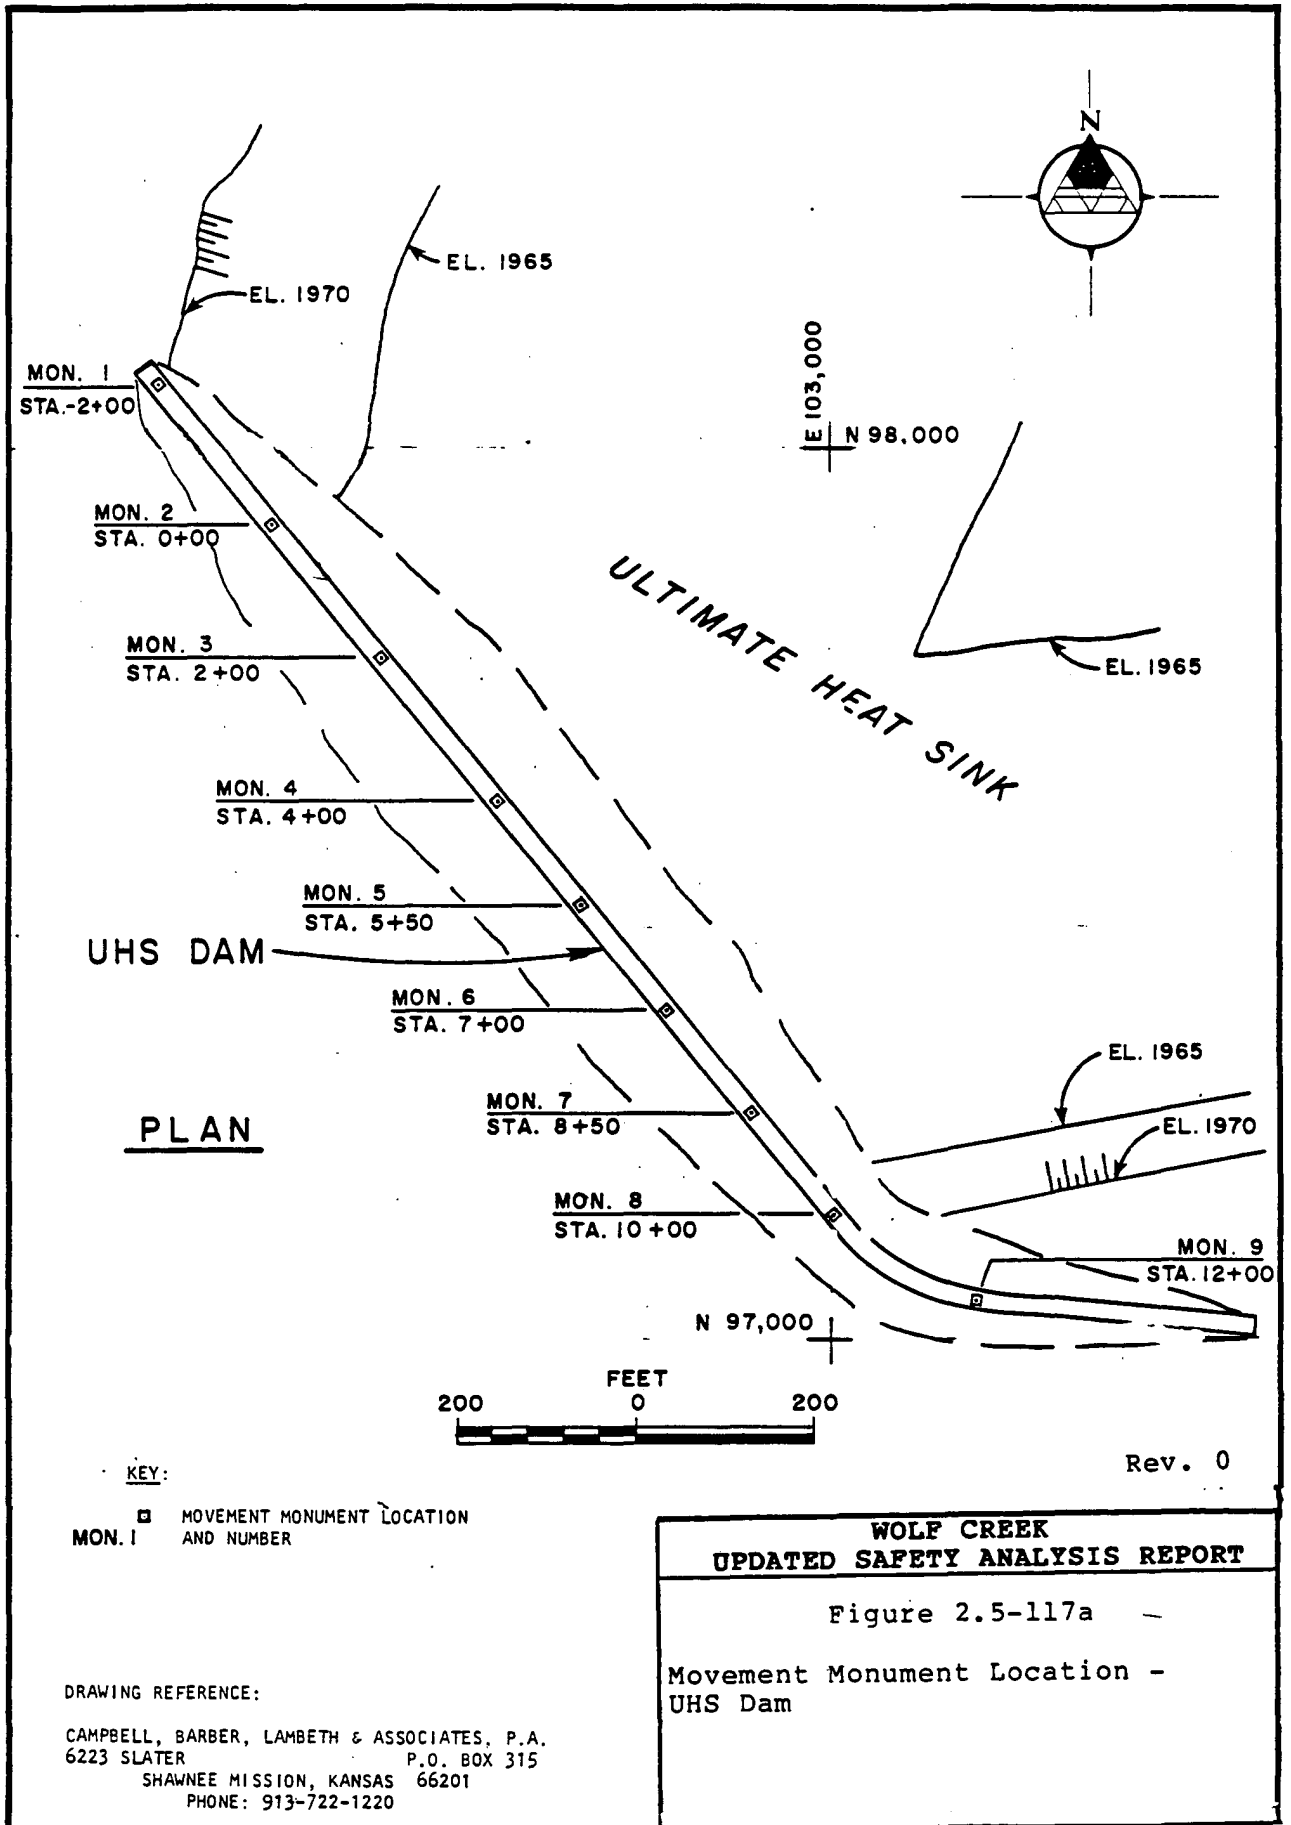 N
EL. 1965
EL. 1970
MON. 1
STA.-2+00
E 103,000
N 98,000
MON. 2
STA. 0+00
ULTIMATE HEAT SINK
MON. 3
STA. 2+00
EL. 1965
MON. 4
STA. 4+00
MON. 5
STA. 5+50
UHS DAM
MON. 6
STA. 7+00
EL. 1965
MON. 7
STA. 8+50
EL. 1970
PLAN
MON. 8
STA. 10+00
MON. 9
STA. 12+00
N 97,000
FEET
200 0 200
Rev. 0
KEY:
MOVEMENT MONUMENT LOCATION
MON. 1 AND NUMBER
WOLF CREEK
UPDATED SAFETY ANALYSIS REPORT
Figure 2.5-117a
Movement Monument Location -
UHS Dam
DRAWING REFERENCE:
CAMPBELL, BARBER, LAMBETH & ASSOCIATES, P.A.
6223 SLATER P.O. BOX 315
SHAWNEE MISSION, KANSAS 66201
PHONE: 913-722-1220